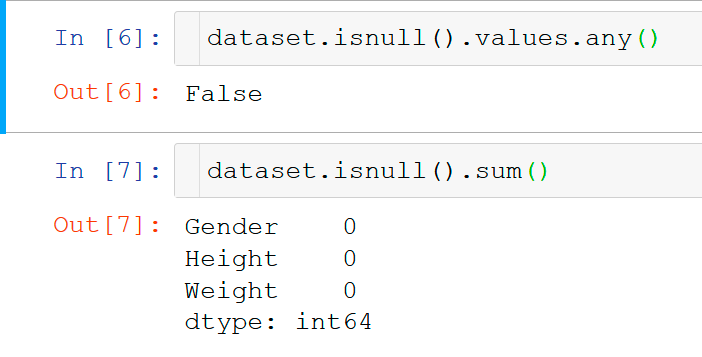 In [6]: dataset.isnull().values.any()
Out[6]: False
In [7]: dataset.isnull().sum()
Out[7]: Gender 0
Height 0
Weight 0
dtype: int64